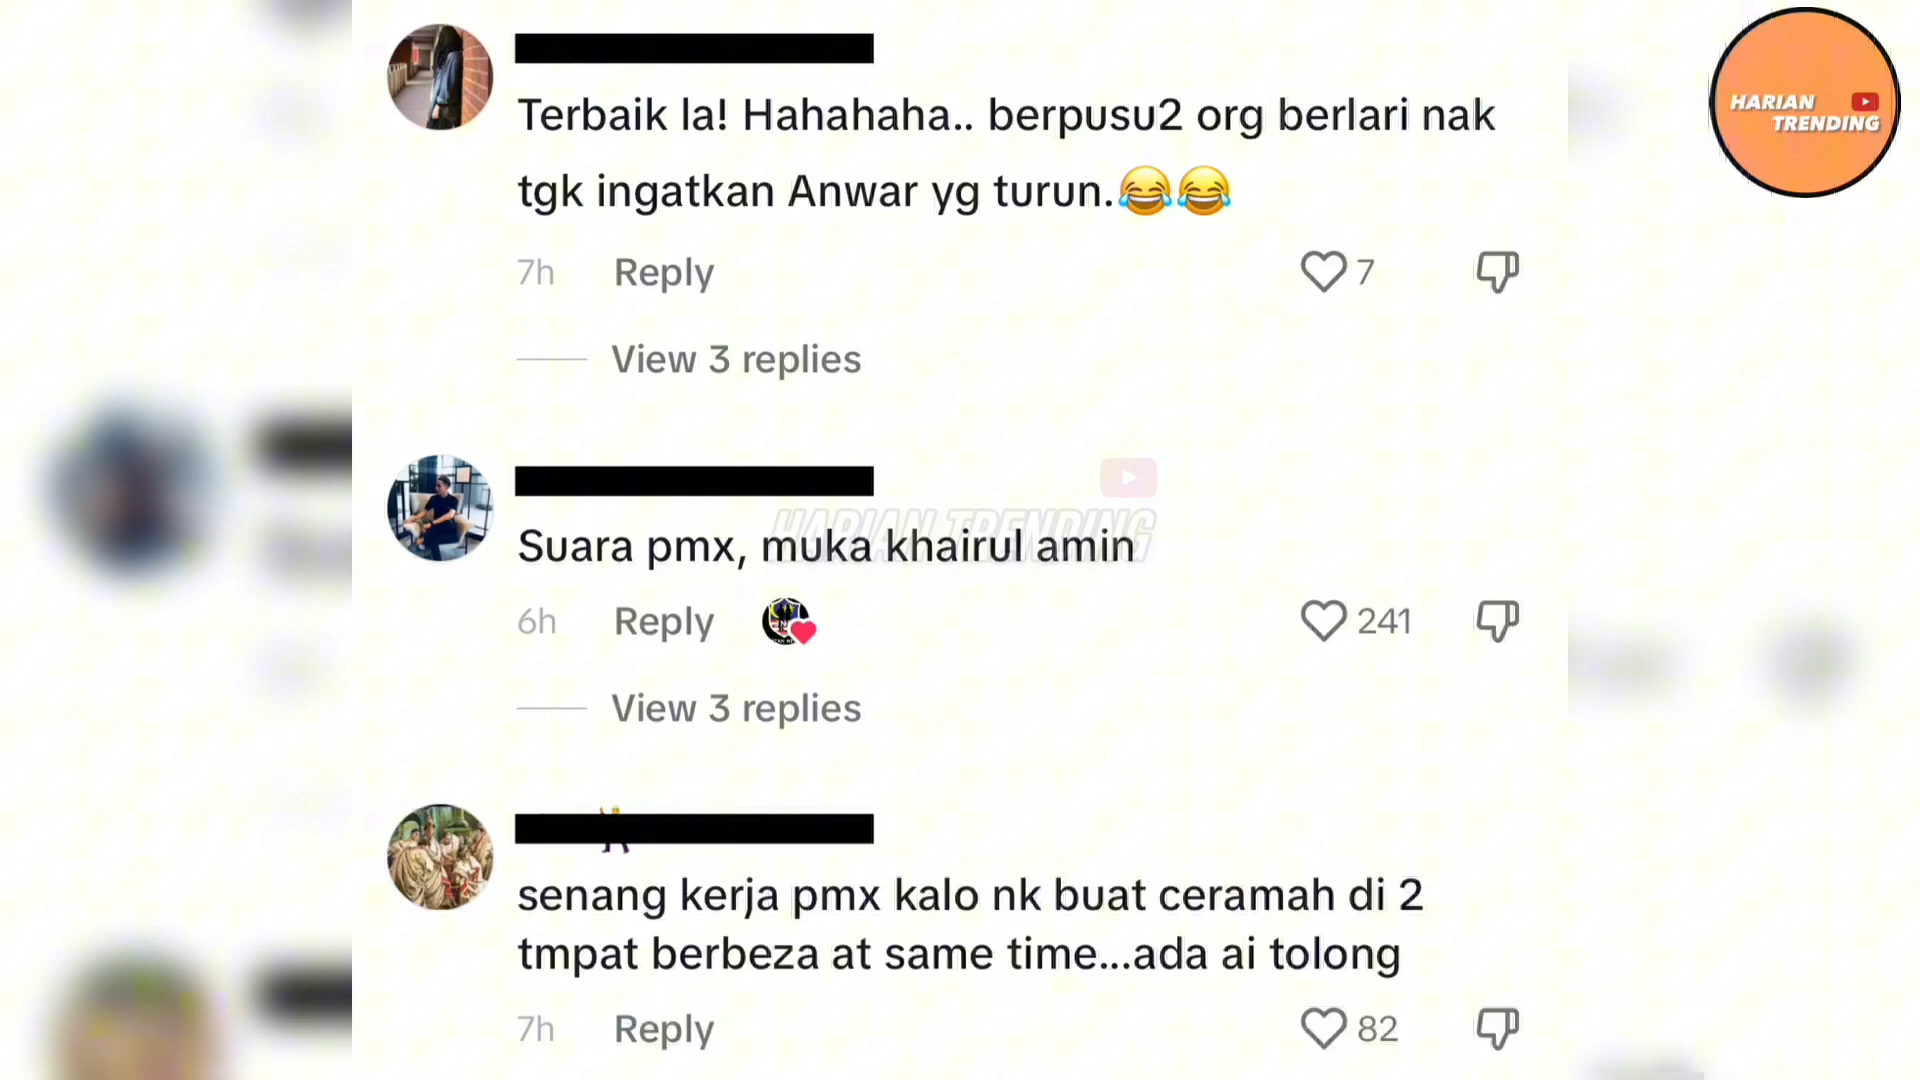 HARIAN
TRENDING
Terbaik la! Hahahaha.. berpusu2 org berlari nak
tgk ingatkan Anwar yg turun.😂😂
7h Reply 7
View 3 replies
HARIAN TRENDING
Suara pmx, muka khairul amin
6h Reply 241
View 3 replies
senang kerja pmx kalo nk buat ceramah di 2
tmpat berbeza at same time...ada ai tolong
7h Reply 82